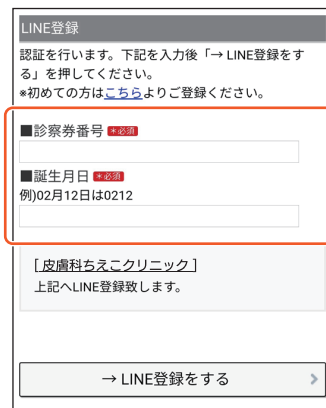 LINE登録
認証を行います。下記を入力後「→ LINE登録をす
る」を押してください。
*初めての方はこちらよりご登録ください。
■診察券番号 *必須
■誕生月日 *必須
例)02月12日は0212
[ 皮膚科ちえこクリニック ]
上記へLINE登録致します。
→ LINE登録をする >